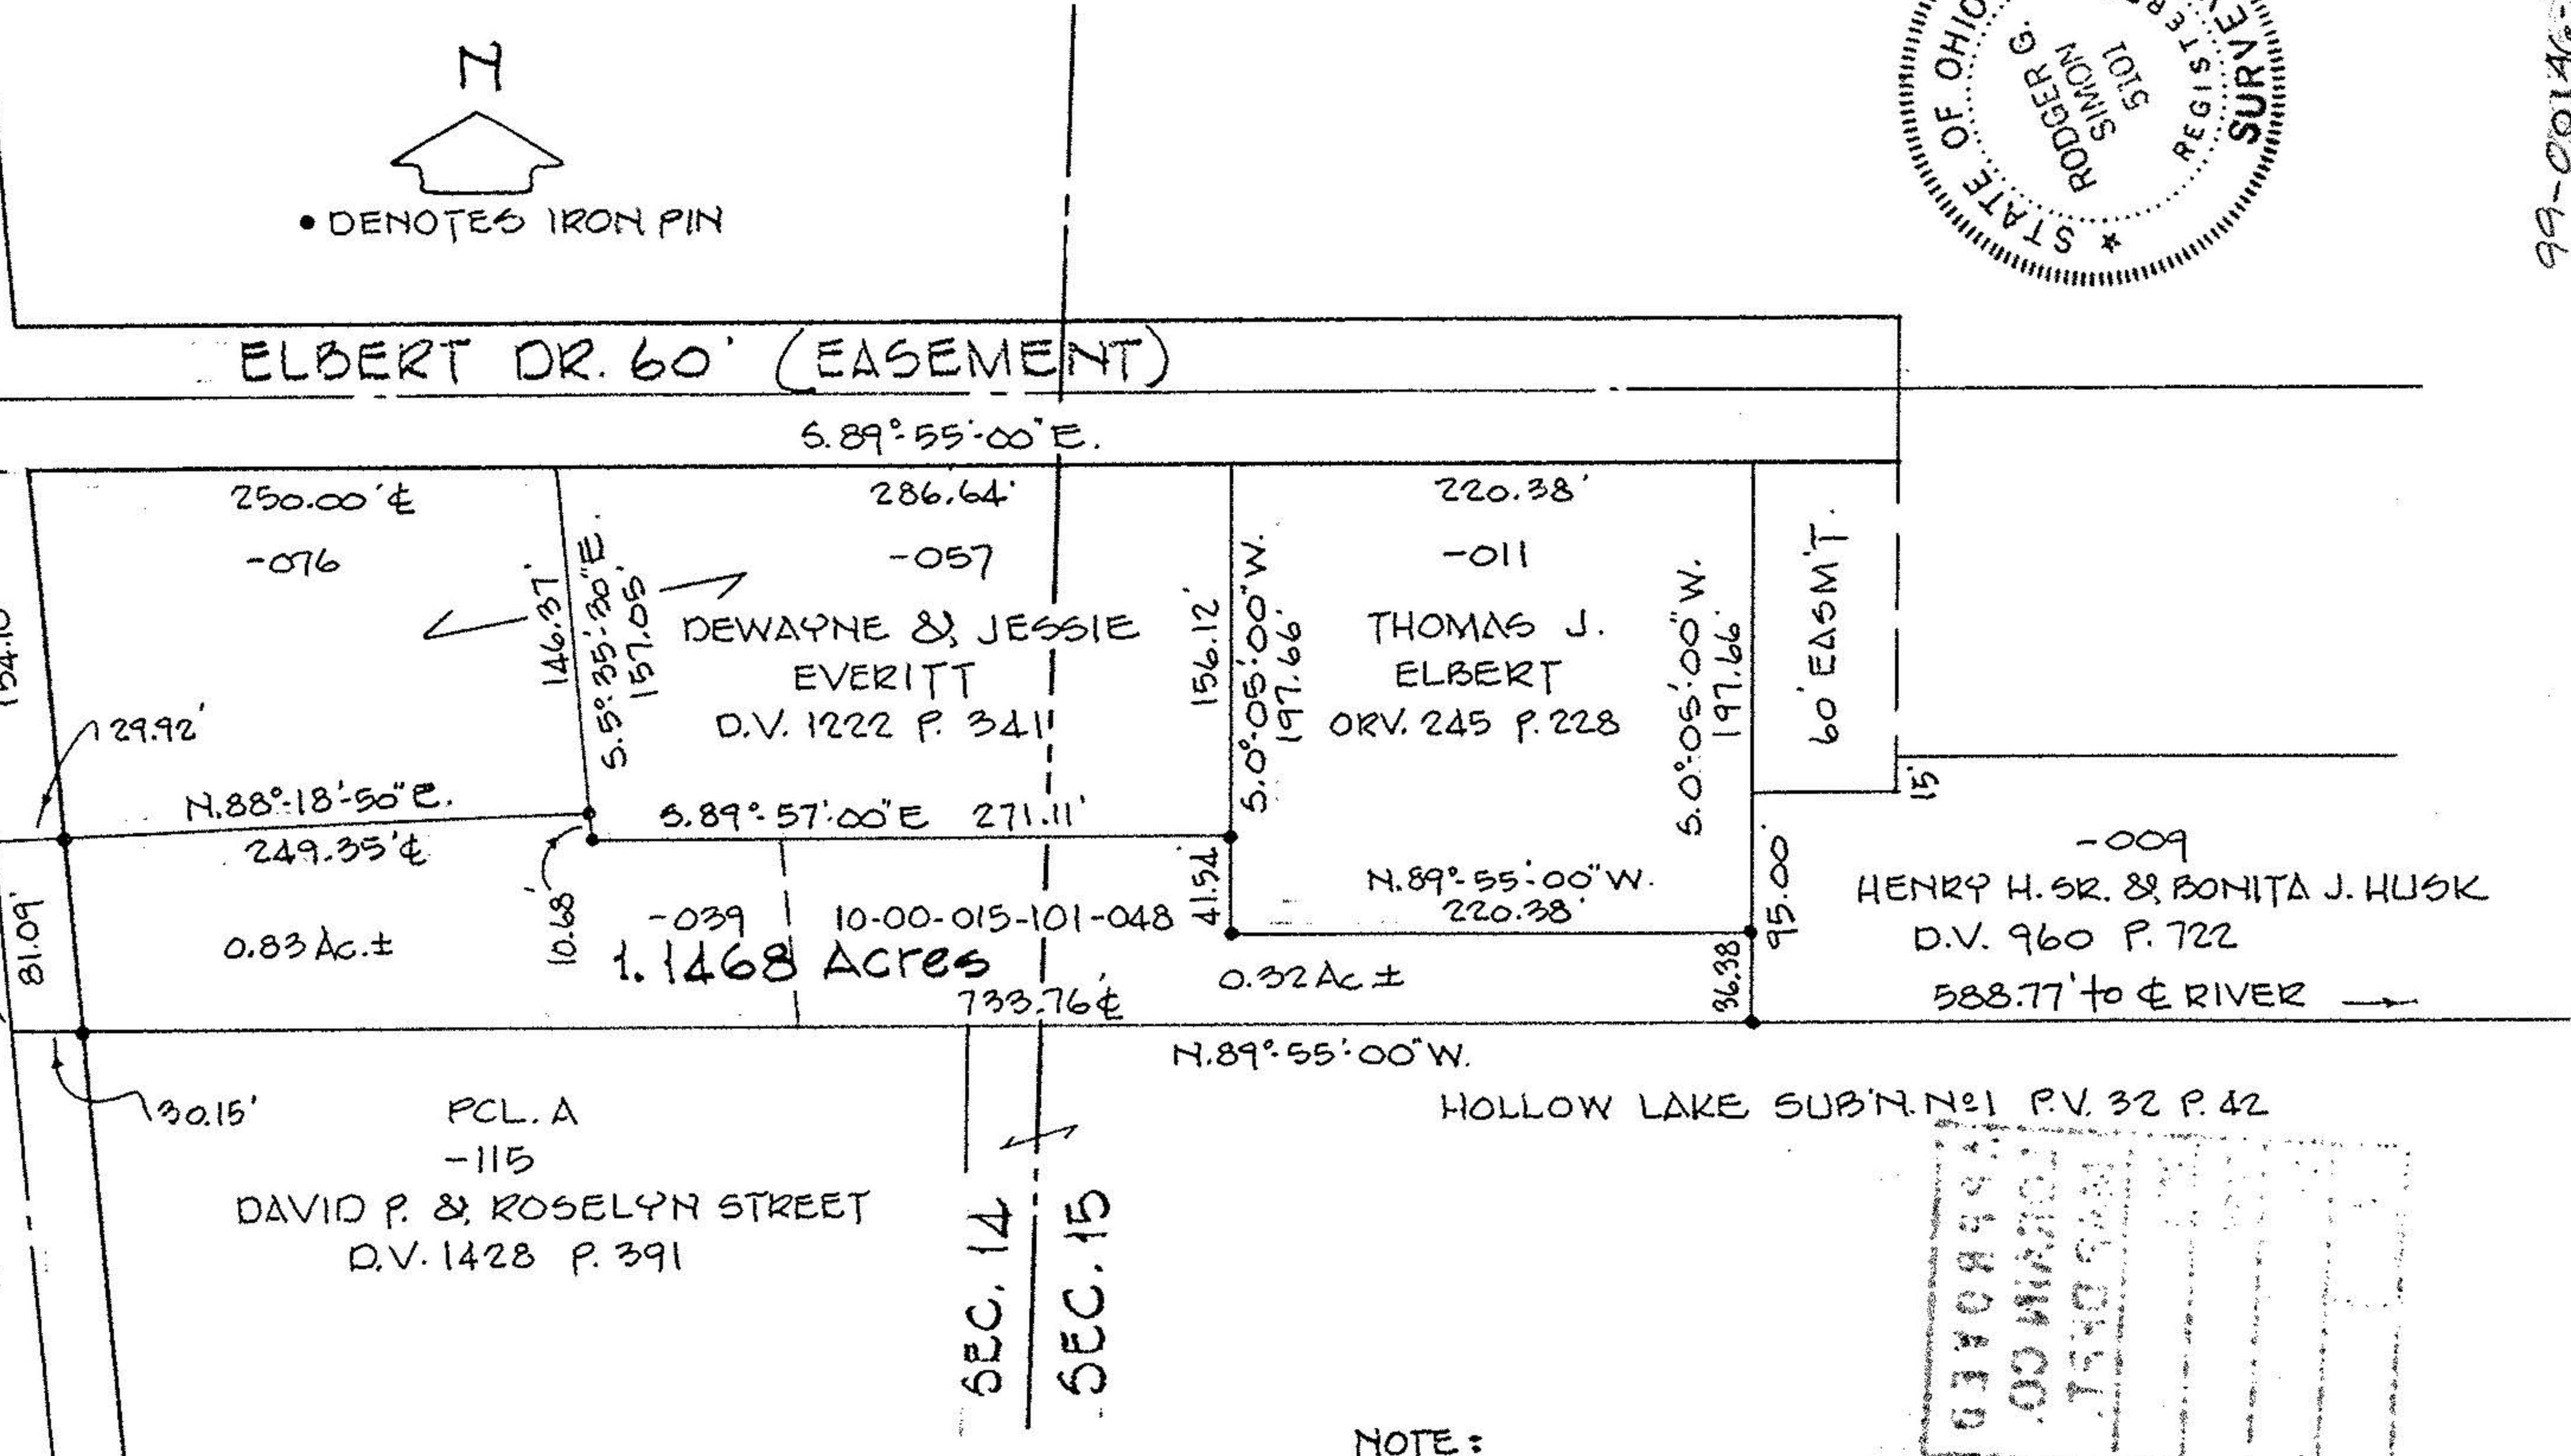 N
• DENOTES IRON PIN
STATE OF OHIO
RODGER G.
SIMON
5101
ELBERT DR. 60' (EASEMENT)
S.89°-55'-00"E.
250.00' ℄
286.64'
220.38'
-076
-057
-011
146.37'
S.5°-35'-30"E.
157.05'
DEWAYNE & JESSIE
EVERITT
D.V. 1222 P. 341
156.12'
S.0°-05'-00"W.
197.66'
THOMAS J.
ELBERT
ORV. 245 P. 228
S.0°-05'-00"W.
197.66'
60' EASM'T.
15'
29.92'
N.88°-18'-50"E.
249.35' ℄
S.89°-57'-00"E 271.11'
81.09'
0.83 Ac.±
10.68'
-039
10-00-015-101-048
1.1468 Acres
733.76' ℄
41.54'
N.89°-55'-00"W.
220.38'
0.32 Ac ±
36.38
95.00'
-009
HENRY H. SR. & BONITA J. HUSK
D.V. 960 P. 722
588.77' to ℄ RIVER
N.89°-55'-00"W.
30.15'
PCL. A
-115
DAVID P. & ROSELYN STREET
D.V. 1428 P. 391
HOLLOW LAKE SUB'N. Nº1 P.V. 32 P. 42
SEC. 14
SEC. 15
NOTE: